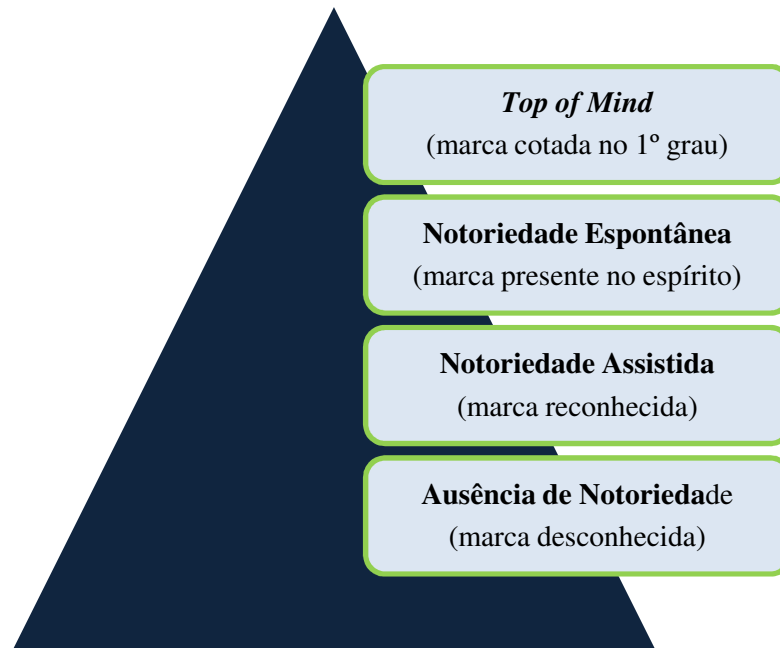 Top of Mind
(marca cotada no 1º grau)
Notoriedade Espontânea
(marca presente no espírito)
Notoriedade Assistida
(marca reconhecida)
Ausência de Notoriedade
(marca desconhecida)